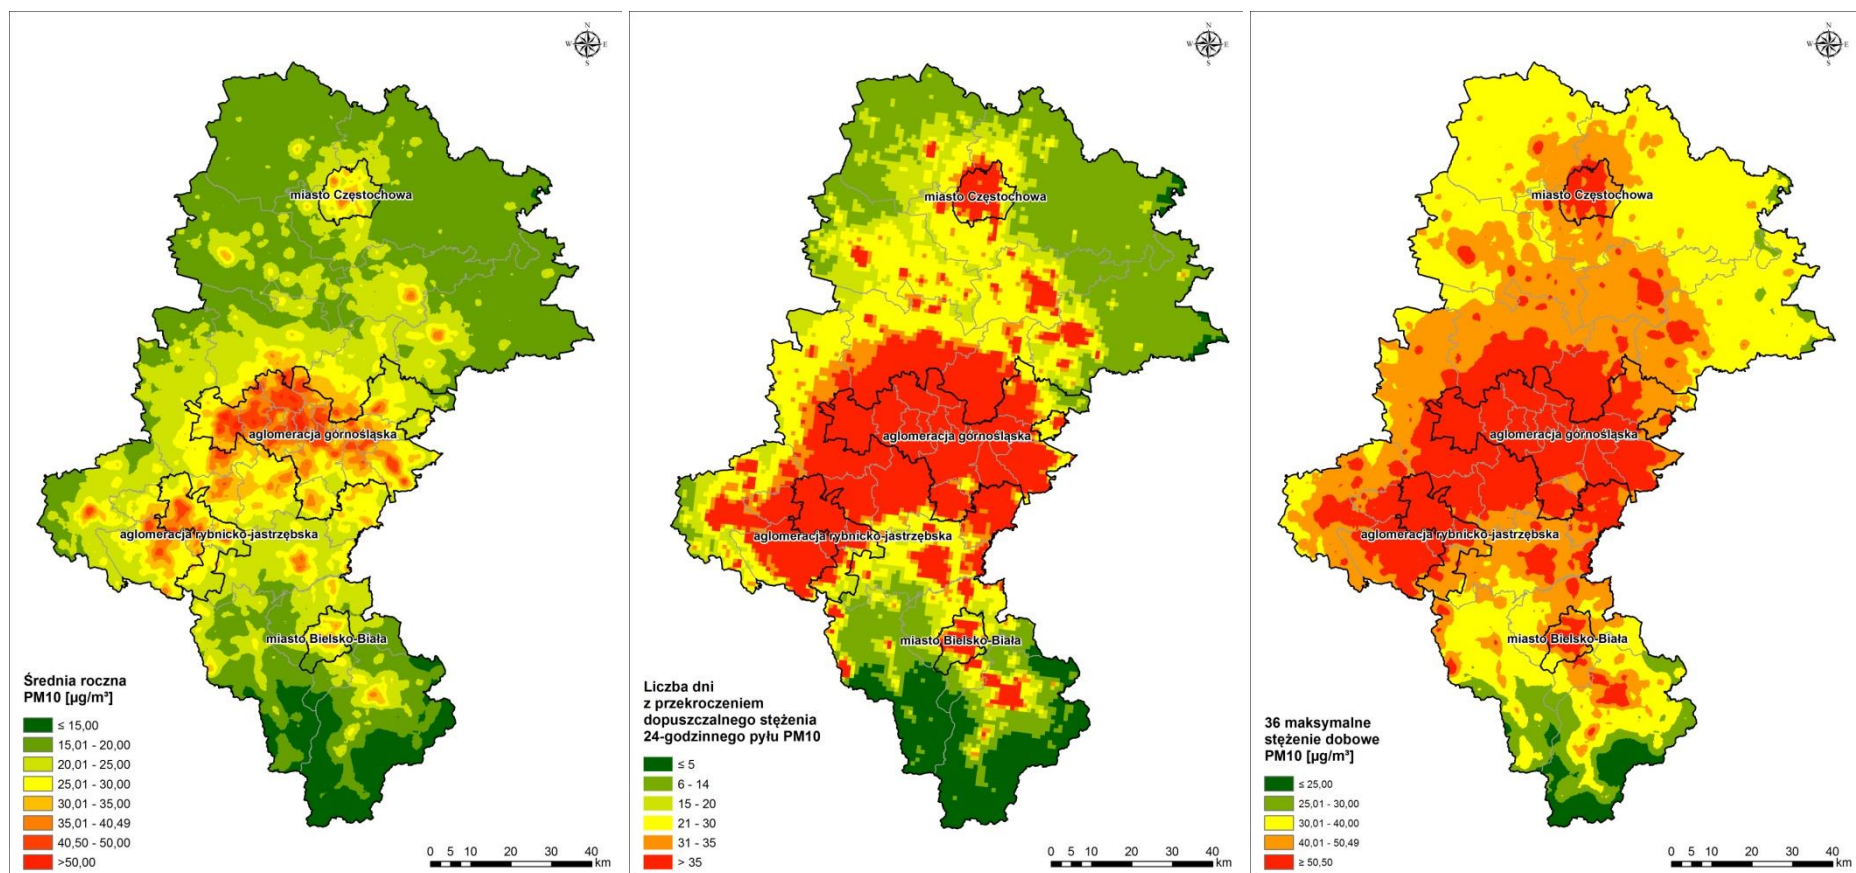 N
W E
S
miasto Częstochowa
aglomeracja górnośląska
aglomeracja rybnicko-jastrzębska
miasto Bielsko-Biała
Średnia roczna
PM10 [µg/m³]
≤ 15,00
15,01 - 20,00
20,01 - 25,00
25,01 - 30,00
30,01 - 35,00
35,01 - 40,49
40,50 - 50,00
>50,00
0 5 10 20 30 40
km
N
W E
S
miasto Częstochowa
aglomeracja górnośląska
aglomeracja rybnicko-jastrzębska
miasto Bielsko-Biała
Liczba dni
z przekroczeniem
dopuszczalnego stężenia
24-godzinnego pyłu PM10
≤ 5
6 - 14
15 - 20
21 - 30
31 - 35
> 35
0 5 10 20 30 40
km
N
W E
S
miasto Częstochowa
aglomeracja górnośląska
aglomeracja rybnicko-jastrzębska
miasto Bielsko-Biała
36 maksymalne
stężenie dobowe
PM10 [µg/m³]
≤ 25,00
25,01 - 30,00
30,01 - 40,00
40,01 - 50,49
≥ 50,50
0 5 10 20 30 40
km